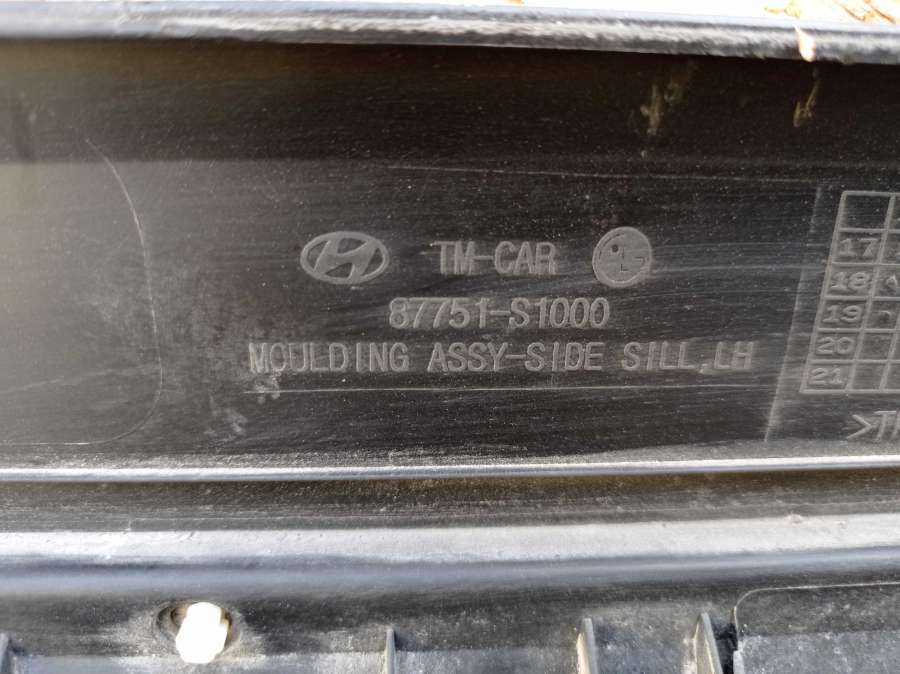 TM-CAR
87751-S1000
MOULDING ASSY-SIDE SILL,LH
17
18
19
20
21